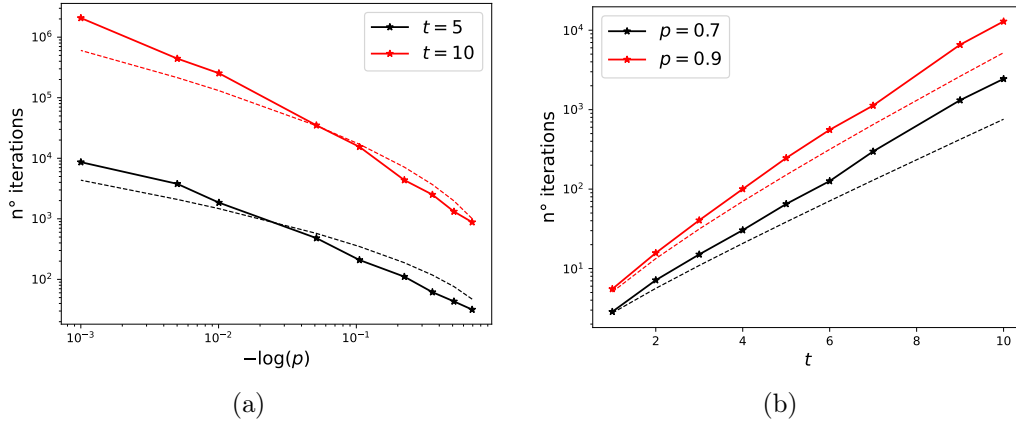 10^6
10^5
10^4
10^3
10^2
n° iterations
10^{-3}
10^{-2}
10^{-1}
−log(p)
t = 5
t = 10
(a)
10^4
10^3
10^2
10^1
n° iterations
2
4
6
8
10
t
p = 0.7
p = 0.9
(b)